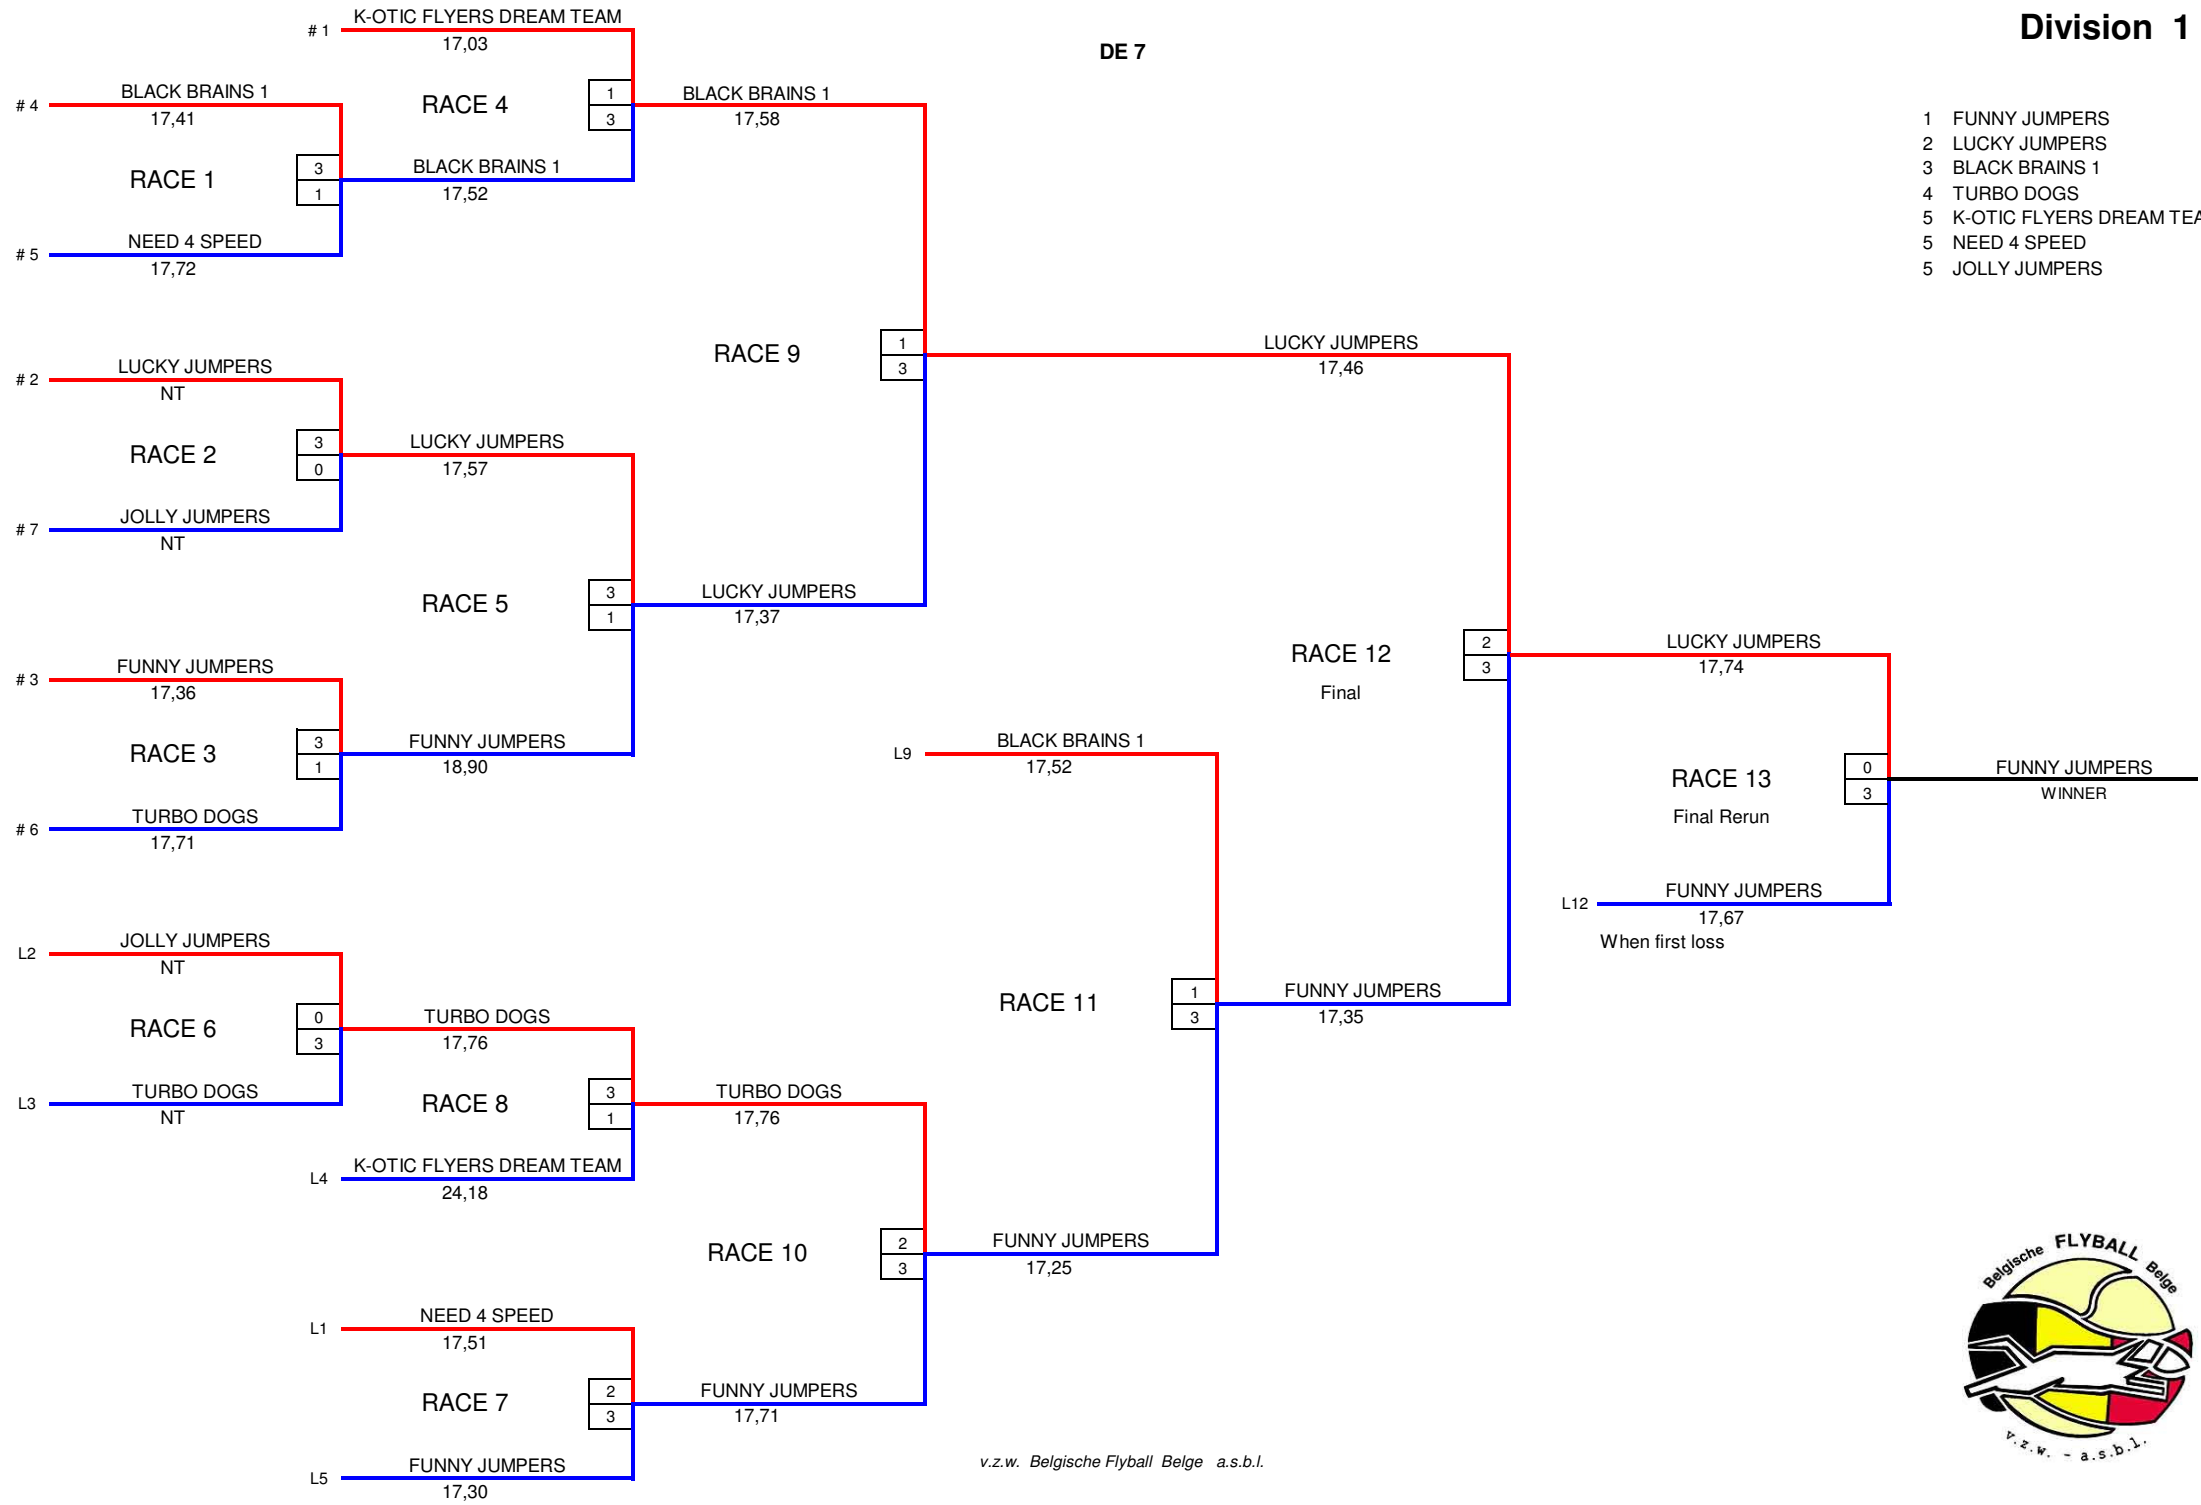 Division 1
DE 7
1 FUNNY JUMPERS
2 LUCKY JUMPERS
3 BLACK BRAINS 1
4 TURBO DOGS
5 K-OTIC FLYERS DREAM TEA
5 NEED 4 SPEED
5 JOLLY JUMPERS
# 1 K-OTIC FLYERS DREAM TEAM
17,03
# 4 BLACK BRAINS 1
17,41
RACE 4
1
3
BLACK BRAINS 1
17,58
RACE 1
3
1
BLACK BRAINS 1
17,52
# 5 NEED 4 SPEED
17,72
RACE 9
1
3
LUCKY JUMPERS
17,46
# 2 LUCKY JUMPERS
NT
RACE 2
3
0
LUCKY JUMPERS
17,57
# 7 JOLLY JUMPERS
NT
RACE 5
3
1
LUCKY JUMPERS
17,37
# 3 FUNNY JUMPERS
17,36
RACE 3
3
1
FUNNY JUMPERS
18,90
# 6 TURBO DOGS
17,71
RACE 12
Final
2
3
LUCKY JUMPERS
17,74
L9 BLACK BRAINS 1
17,52
RACE 13
Final Rerun
0
3
FUNNY JUMPERS
WINNER
L12 FUNNY JUMPERS
17,67
When first loss
L2 JOLLY JUMPERS
NT
RACE 6
0
3
TURBO DOGS
17,76
L3 TURBO DOGS
NT
RACE 8
3
1
TURBO DOGS
17,76
L4 K-OTIC FLYERS DREAM TEAM
24,18
RACE 11
1
3
FUNNY JUMPERS
17,35
RACE 10
2
3
FUNNY JUMPERS
17,25
L1 NEED 4 SPEED
17,51
RACE 7
2
3
FUNNY JUMPERS
17,71
L5 FUNNY JUMPERS
17,30
v.z.w. Belgische Flyball Belge a.s.b.l.
Belgische FLYBALL Belge
v.z.w. - a.s.b.l.